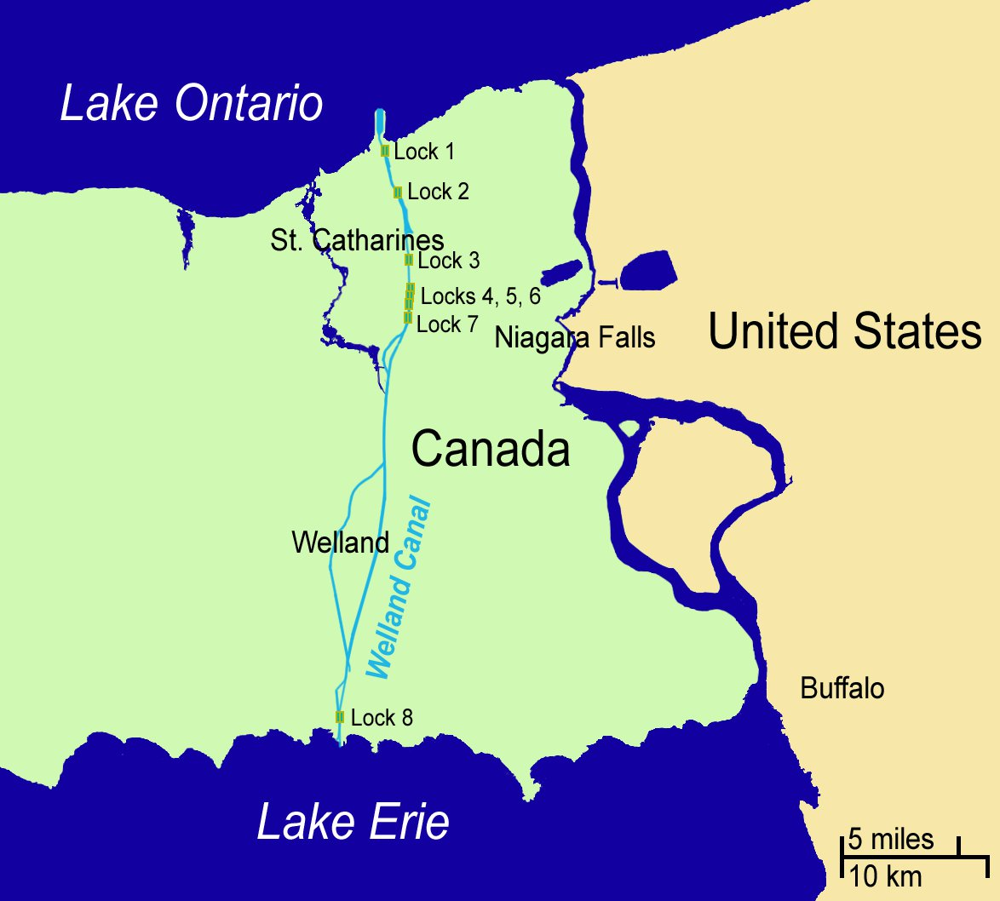 Lake Ontario
Lock 1
Lock 2
St. Catharines
Lock 3
Locks 4, 5, 6
Lock 7
Niagara Falls
United States
Canada
Welland
Welland Canal
Buffalo
Lock 8
Lake Erie
5 miles
10 km